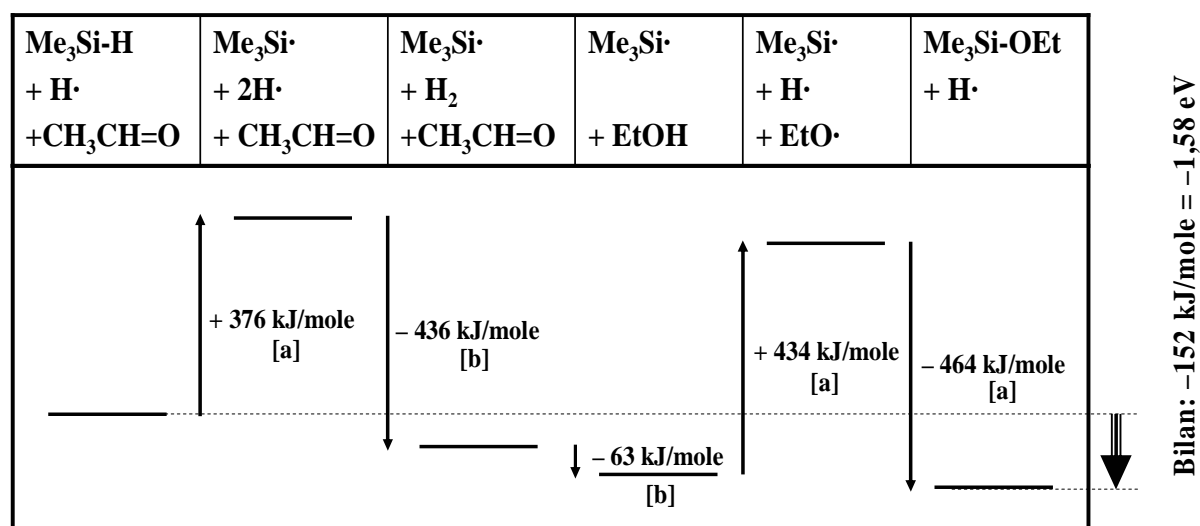 Me₃Si-H
+ H·
+CH₃CH=O
Me₃Si·
+ 2H·
+ CH₃CH=O
Me₃Si·
+ H₂
+CH₃CH=O
Me₃Si·
+ EtOH
Me₃Si·
+ H·
+ EtO·
Me₃Si-OEt
+ H·
+ 376 kJ/mole
[a]
– 436 kJ/mole
[b]
– 63 kJ/mole
[b]
+ 434 kJ/mole
[a]
– 464 kJ/mole
[a]
Bilan: –152 kJ/mole = –1,58 eV